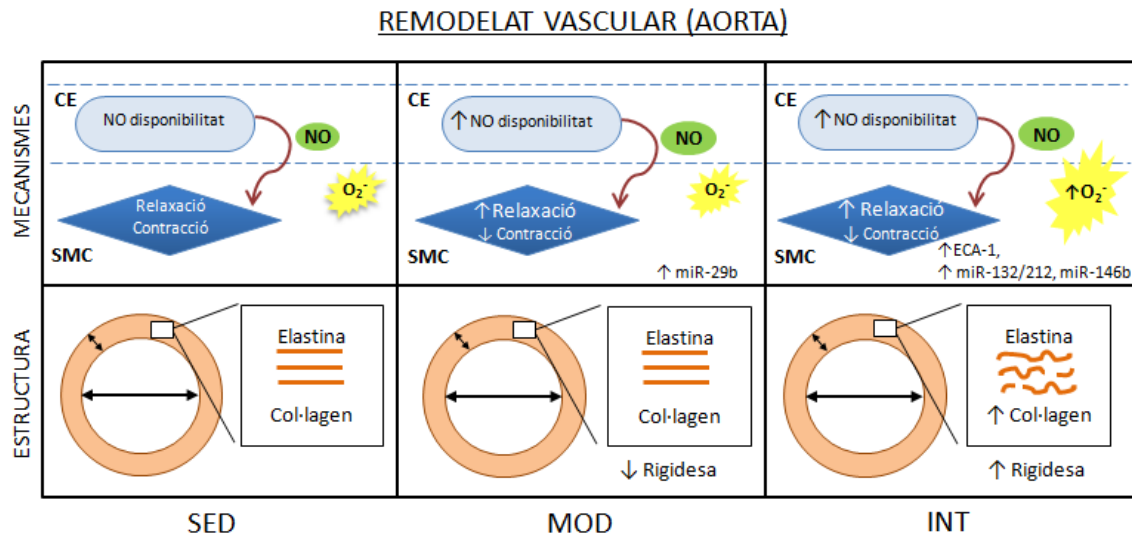 REMODELAT VASCULAR (AORTA)
MECANISMES
CE
NO disponibilitat
NO
O₂⁻
Relaxació
Contracció
SMC
CE
↑ NO disponibilitat
NO
O₂⁻
↑ Relaxació
↓ Contracció
SMC
↑ miR-29b
CE
↑ NO disponibilitat
NO
↑O₂⁻
↑ Relaxació
↓ Contracció
SMC
↑ECA-1,
↑ miR-132/212, miR-146b
ESTRUCTURA
Elastina
Col·lagen
Elastina
Col·lagen
↓ Rigidesa
Elastina
↑ Col·lagen
↑ Rigidesa
SED
MOD
INT